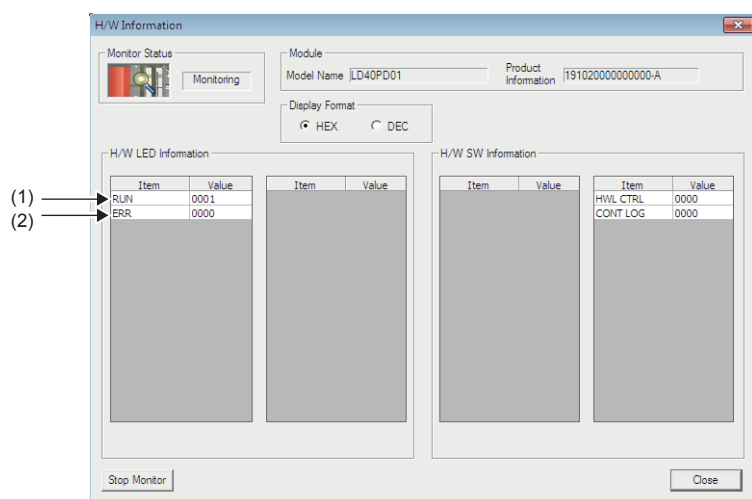 H/W Information
Monitor Status
Monitoring
Module
Model Name LD40PD01
Product Infomation 191020000000000-A
Display Format
HEX DEC
H/W LED Information
H/W SW Information
Item Value Item Value Item Value Item Value
(1) RUN 0001 HWL CTRL 0000
(2) ERR 0000 CONT LOG 0000
Stop Monitor
Close